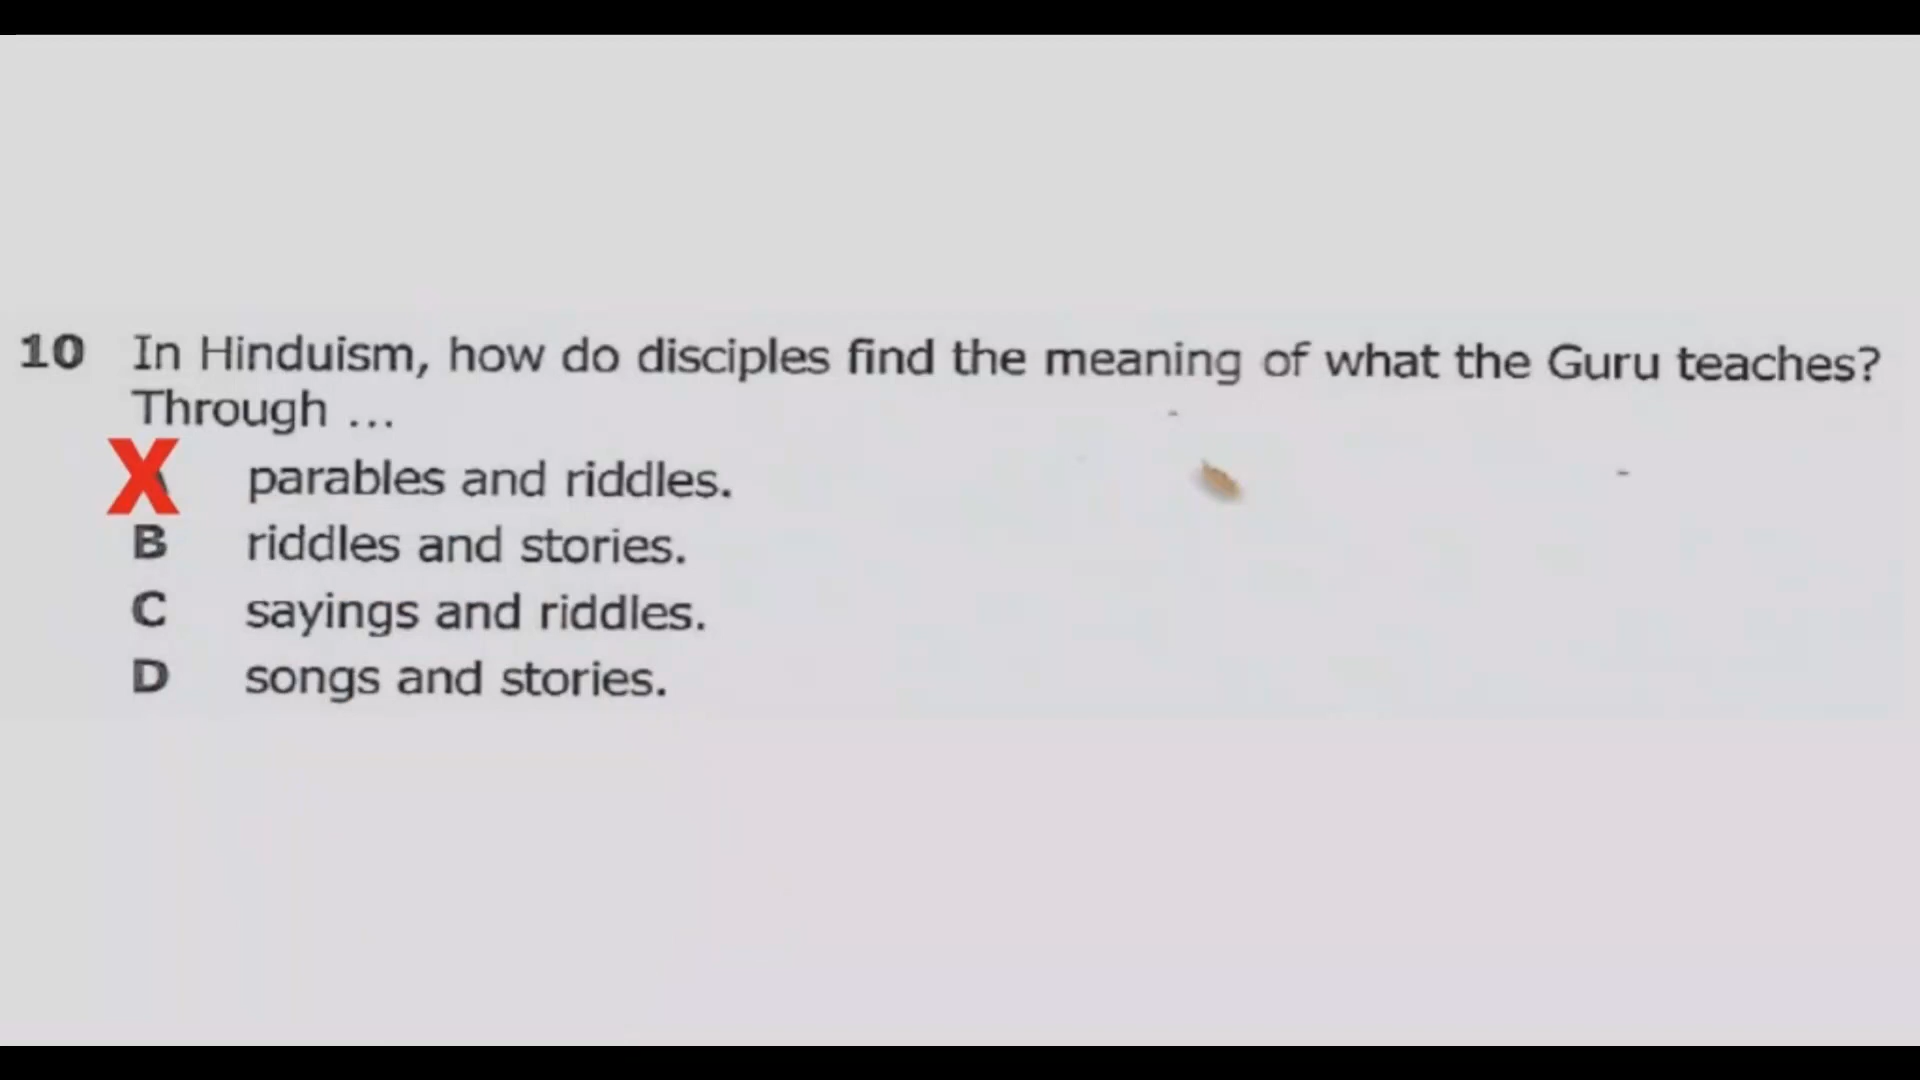 10 In Hinduism, how do disciples find the meaning of what the Guru teaches?
Through ...
X parables and riddles.
B riddles and stories.
C sayings and riddles.
D songs and stories.